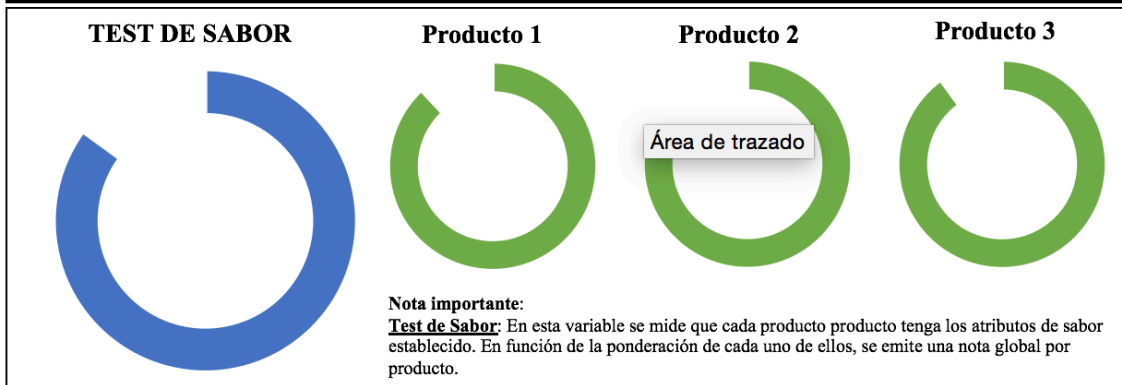 TEST DE SABOR
Producto 1
Producto 2
Producto 3
Área de trazado
Nota importante:
Test de Sabor: En esta variable se mide que cada producto producto tenga los atributos de sabor
establecido. En función de la ponderación de cada uno de ellos, se emite una nota global por
producto.